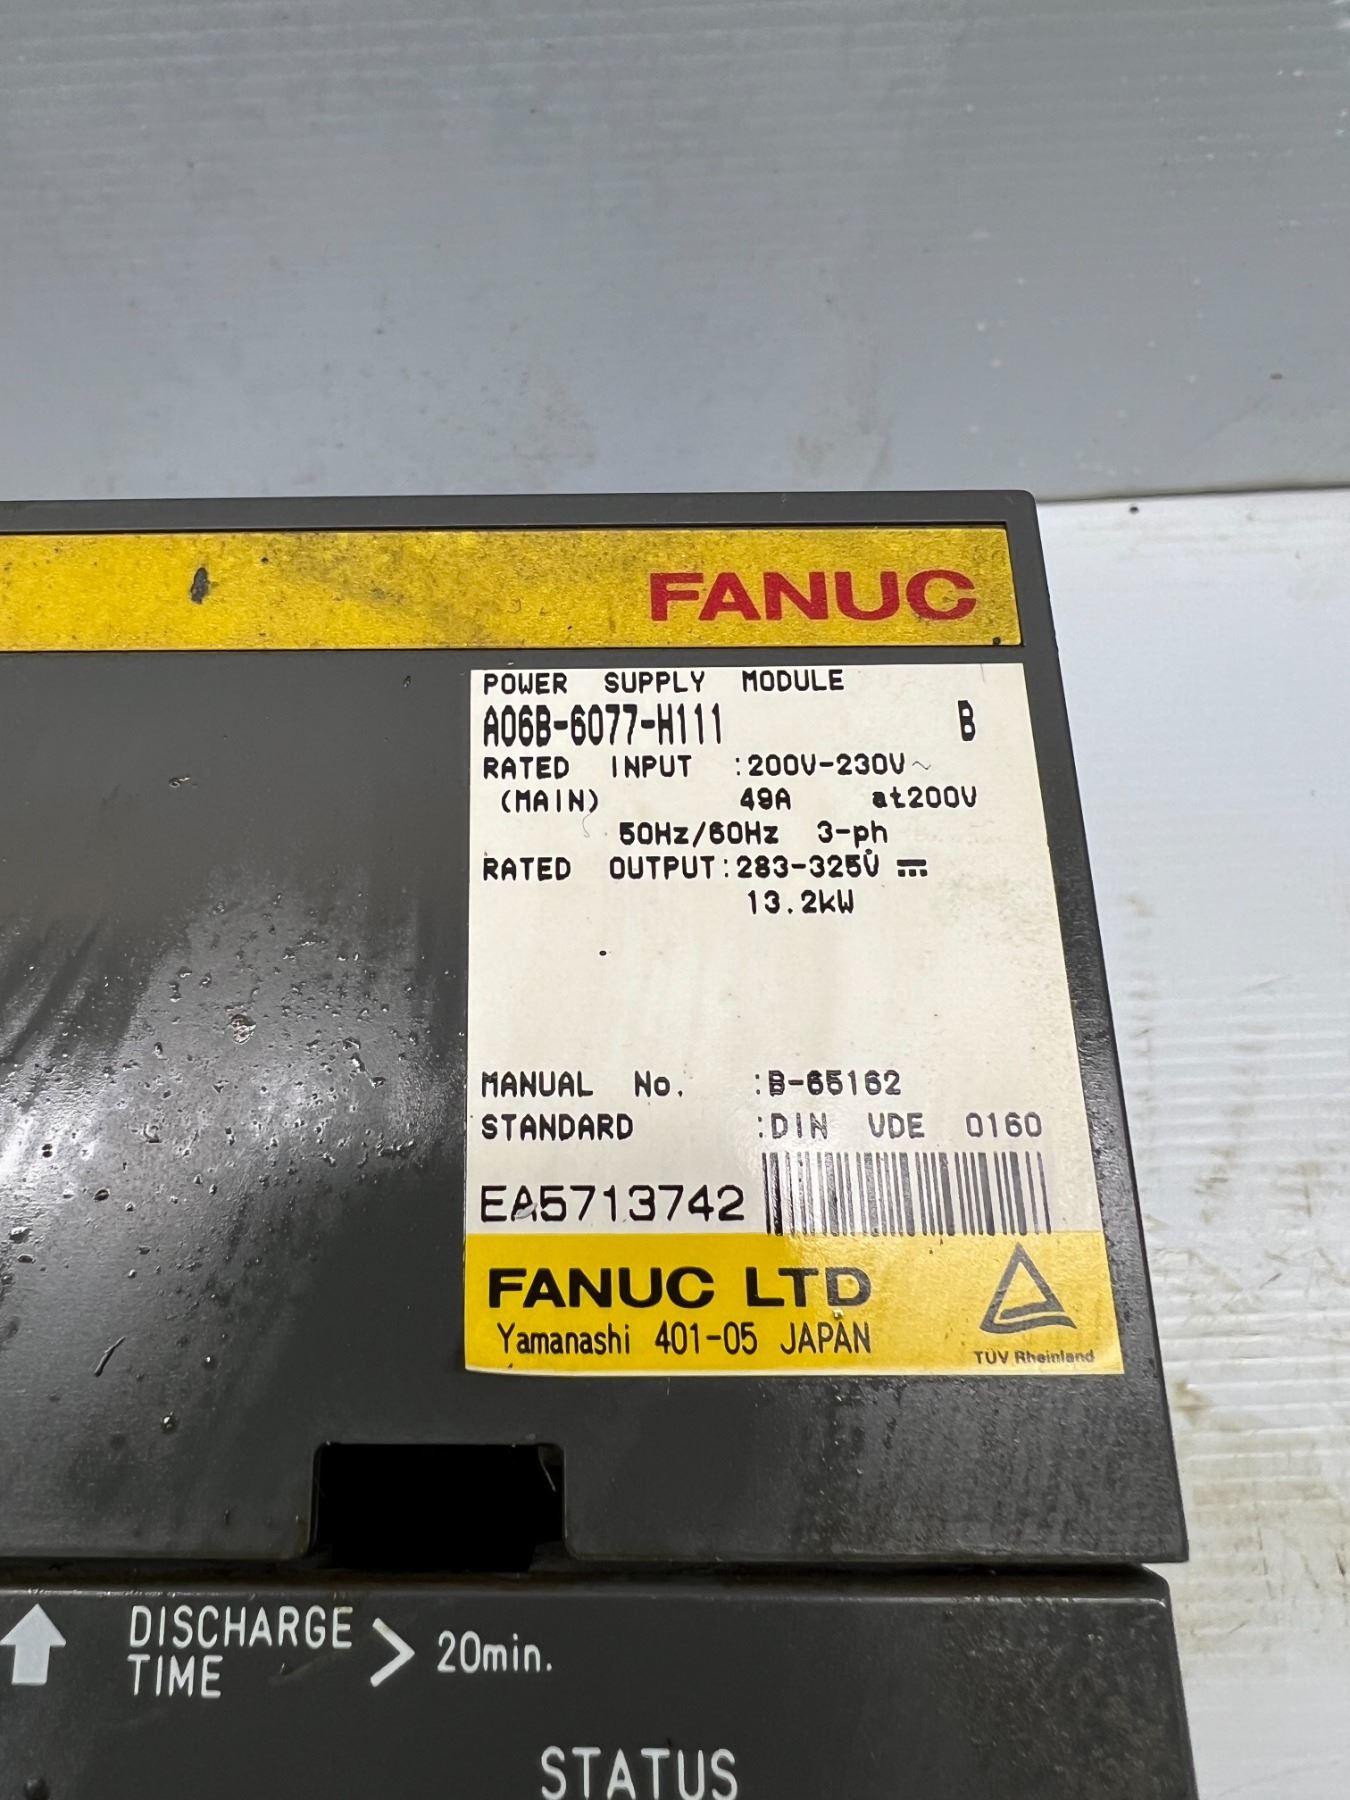 FANUC
POWER SUPPLY MODULE
A06B-6077-H111 B
RATED INPUT :200V-230V~
(MAIN) 49A at200V
50Hz/60Hz 3-ph
RATED OUTPUT:283-325V ⎓
13.2kW
MANUAL No. :B-65162
STANDARD :DIN VDE 0160
EA5713742
FANUC LTD
Yamanashi 401-05 JAPAN
TÜV Rheinland
DISCHARGE
TIME > 20min.
STATUS